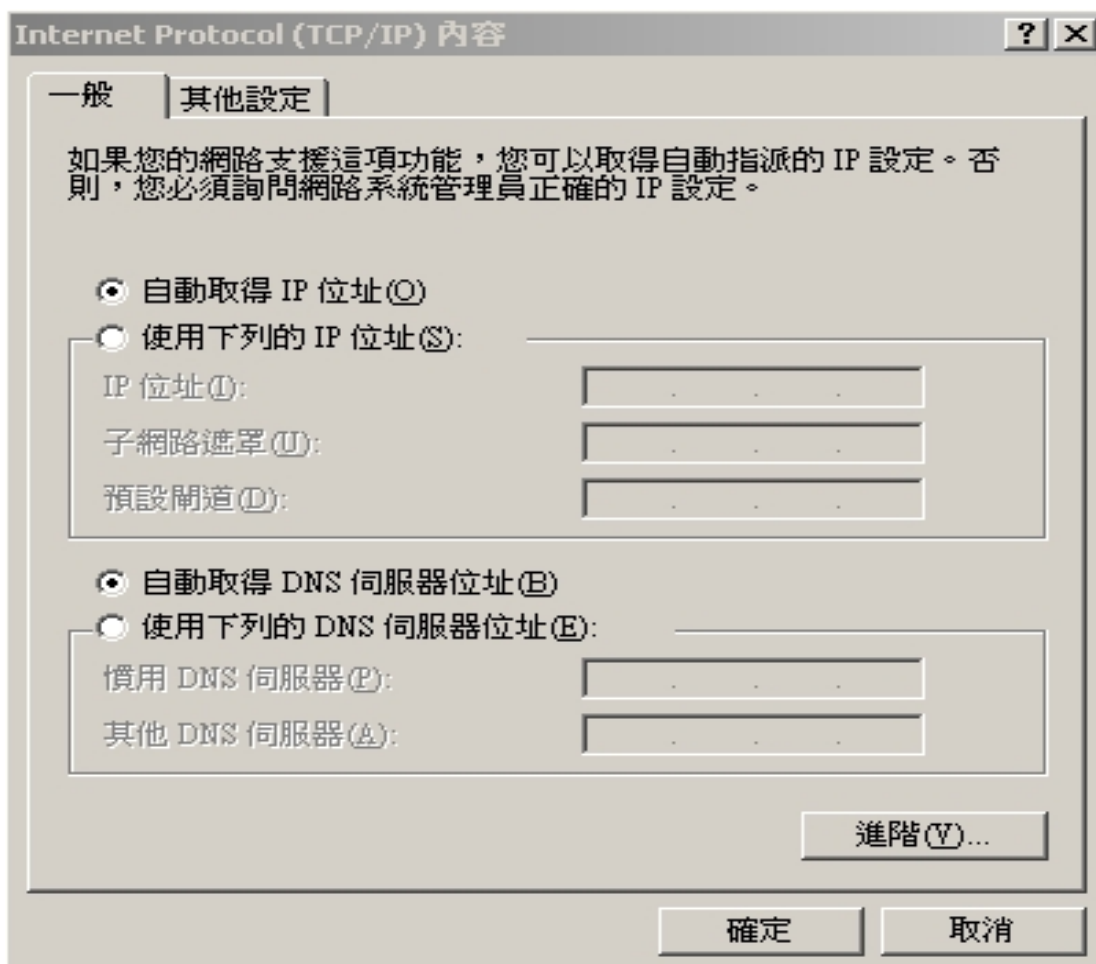 Internet Protocol (TCP/IP) 內容
一般
其他設定
如果您的網路支援這項功能，您可以取得自動指派的 IP 設定。否
則，您必須詢問網路系統管理員正確的 IP 設定。
自動取得 IP 位址(O)
使用下列的 IP 位址(S):
IP 位址(I):
子網路遮罩(U):
預設閘道(D):
自動取得 DNS 伺服器位址(B)
使用下列的 DNS 伺服器位址(E):
慣用 DNS 伺服器(P):
其他 DNS 伺服器(A):
進階(V)...
確定
取消